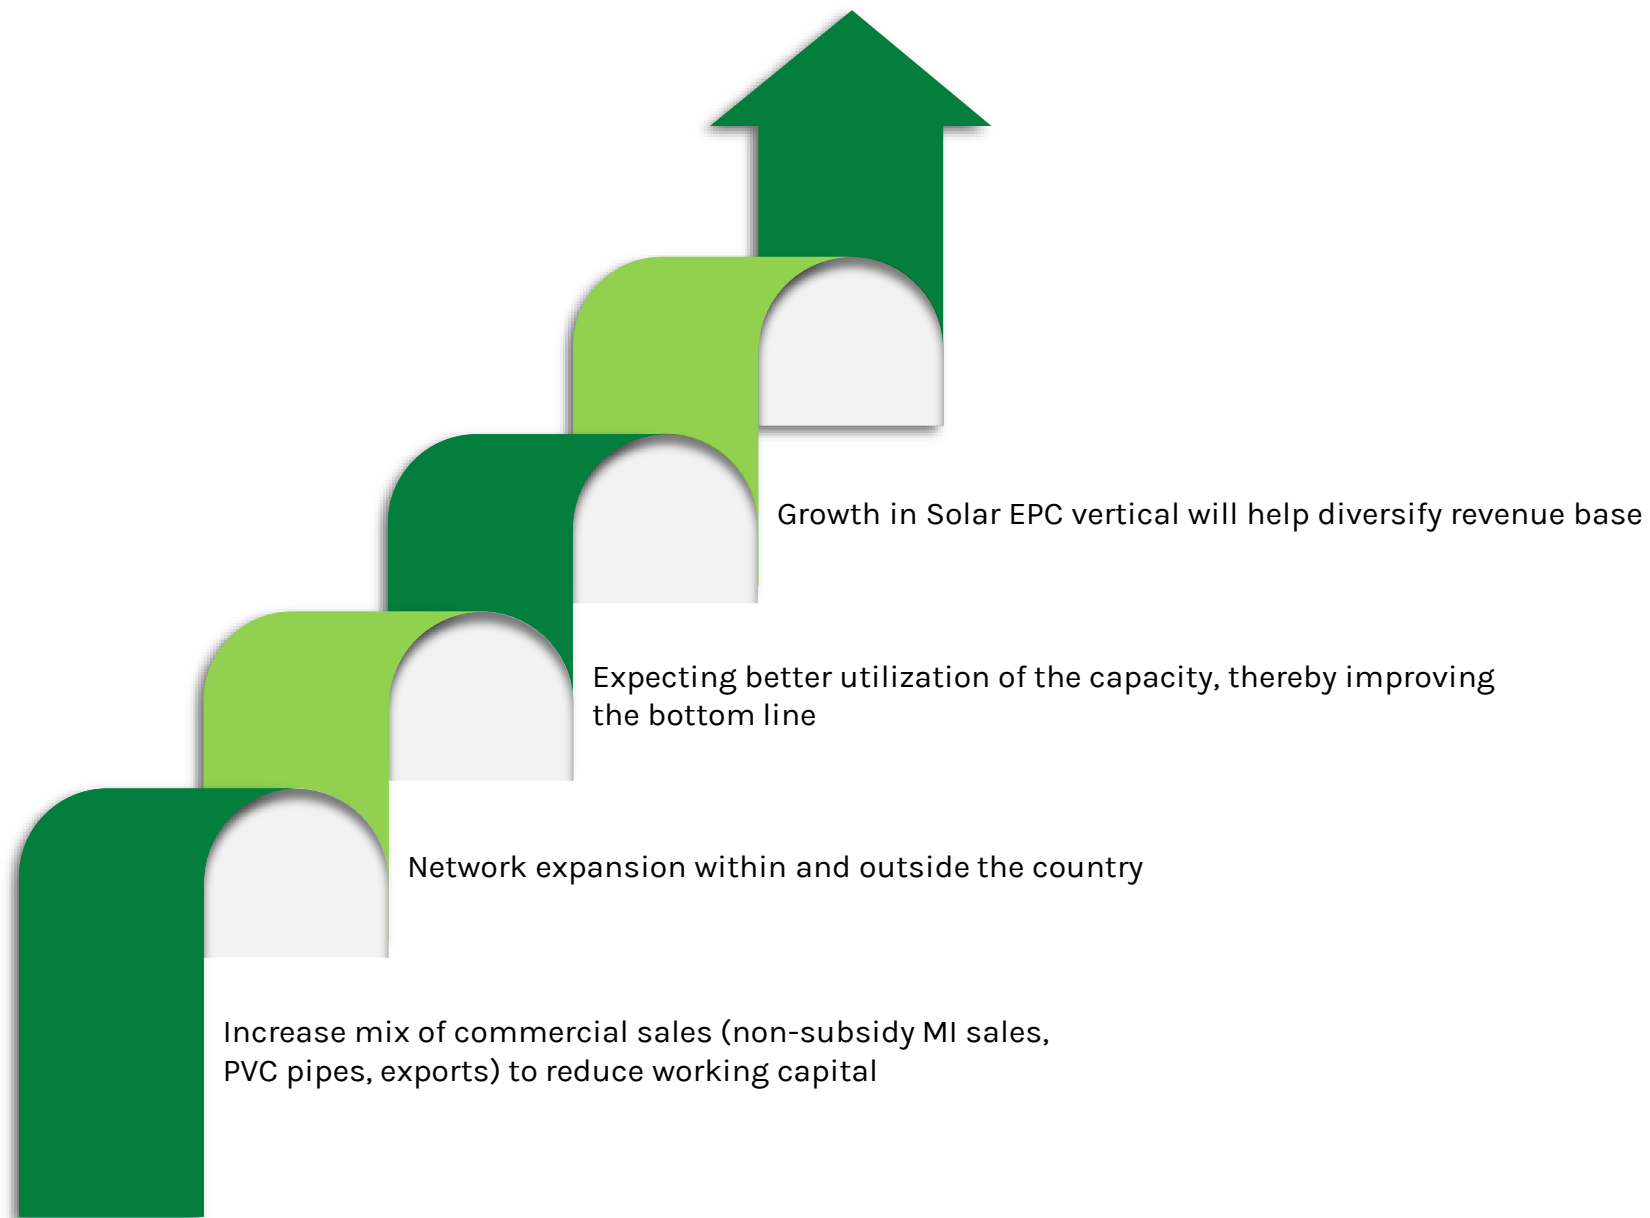 Growth in Solar EPC vertical will help diversify revenue base
Expecting better utilization of the capacity, thereby improving
the bottom line
Network expansion within and outside the country
Increase mix of commercial sales (non-subsidy MI sales,
PVC pipes, exports) to reduce working capital